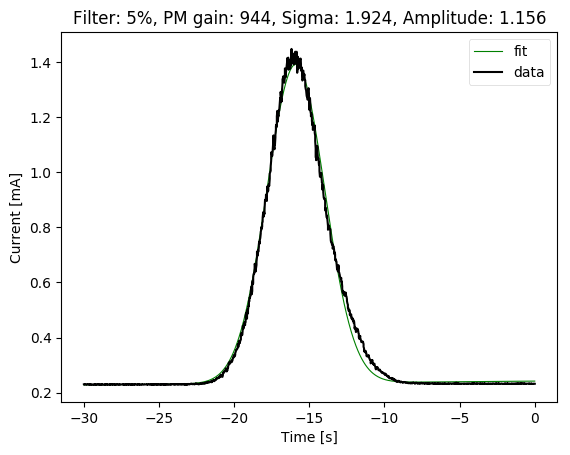 Filter: 5%, PM gain: 944, Sigma: 1.924, Amplitude: 1.156
fit
data
1.4
1.2
1.0
0.8
0.6
0.4
0.2
Current [mA]
−30
−25
−20
−15
−10
−5
0
Time [s]